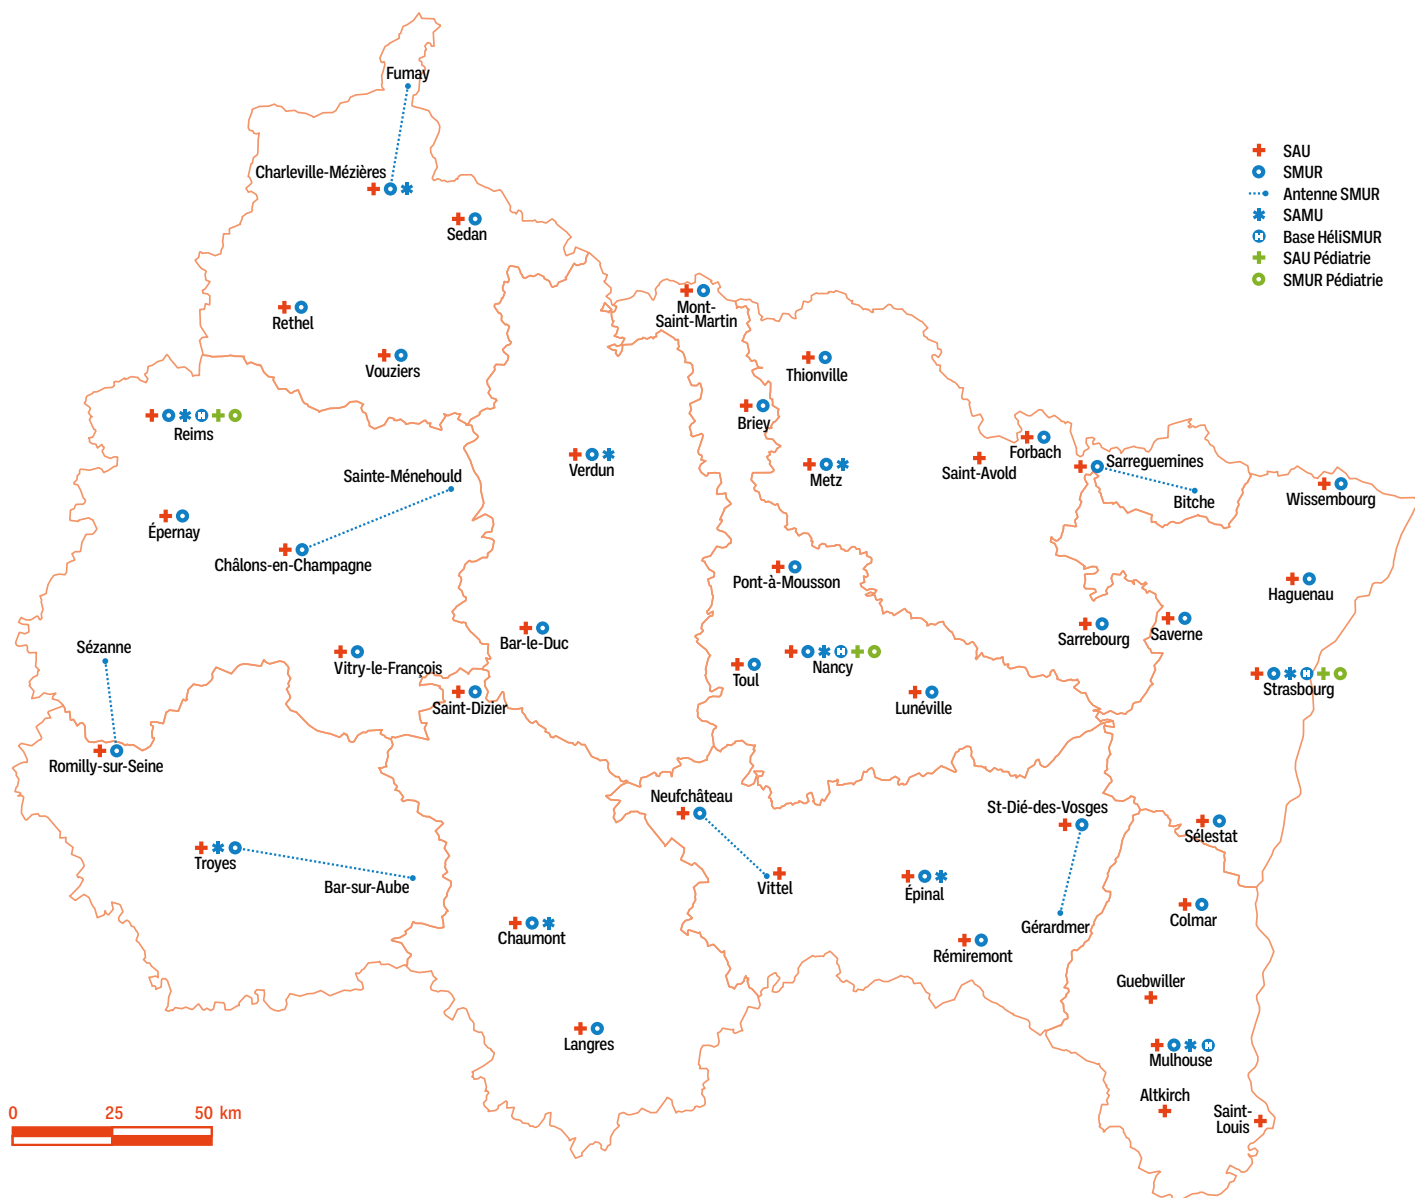 Fumay
Charleville-Mézières
Sedan
Rethel
Vouziers
Mont-
Saint-Martin
Thionville
Briey
Reims
Verdun
Metz
Saint-Avold
Forbach
Sarreguemines
Bitche
Wissembourg
Sainte-Ménehould
Épernay
Châlons-en-Champagne
Pont-à-Mousson
Haguenau
Sézanne
Vitry-le-François
Bar-le-Duc
Saint-Dizier
Toul
Nancy
Lunéville
Sarrebourg
Saverne
Strasbourg
Romilly-sur-Seine
Neufchâteau
St-Dié-des-Vosges
Sélestat
Troyes
Bar-sur-Aube
Vittel
Épinal
Gérardmer
Colmar
Chaumont
Rémiremont
Guebwiller
Langres
Mulhouse
Altkirch
Saint-
Louis
SAU
SMUR
Antenne SMUR
SAMU
H Base HéliSMUR
SAU Pédiatrie
SMUR Pédiatrie
0 25 50 km